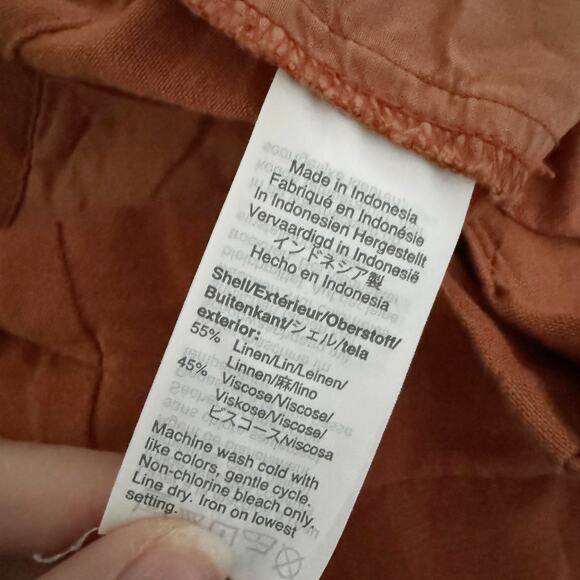 Made in Indonesia
Fabriqué en Indonésie
In Indonesien Hergestellt
Vervaardigd in Indonesië
インドネシア製
Hecho en Indonesia
Shell/Extérieur/Oberstoff/
Buitenkant/シェル/tela
exterior:
55% Linen/Lin/Leinen/
Linnen/麻/lino
45% Viscose/Viscose/
Viskose/Viscose/
ビスコース/viscosa
Machine wash cold with
like colors, gentle cycle.
Non-chlorine bleach only.
Line dry. Iron on lowest
setting.